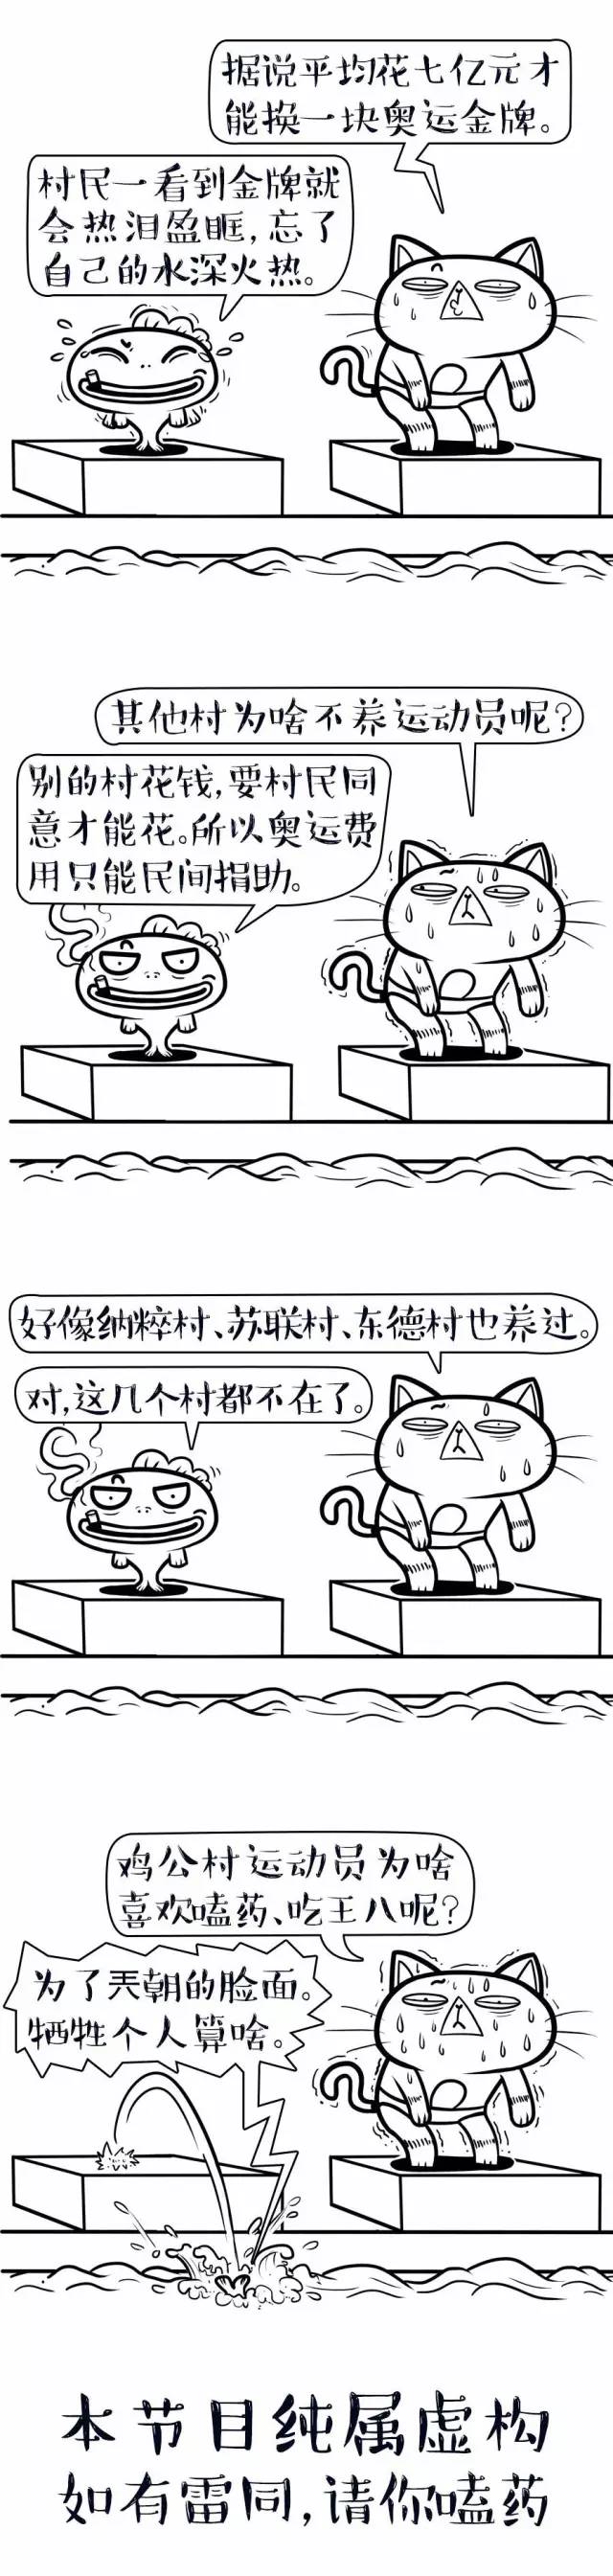 据说平均花七亿元才
能换一块奥运金牌。
村民一看到金牌就
会热泪盈眶,忘了
自己的水深火热。
其他村为啥不养运动员呢?
别的村花钱,要村民同
意才能花。所以奥运费
用只能民间捐助。
好像纳粹村、苏联村、东德村也养过。
对,这几个村都不在了。
鸡公村运动员为啥
喜欢嗑药、吃王八呢?
为了兲朝的脸面。
牺牲个人算啥。
本节目纯属虚构
如有雷同,请你嗑药